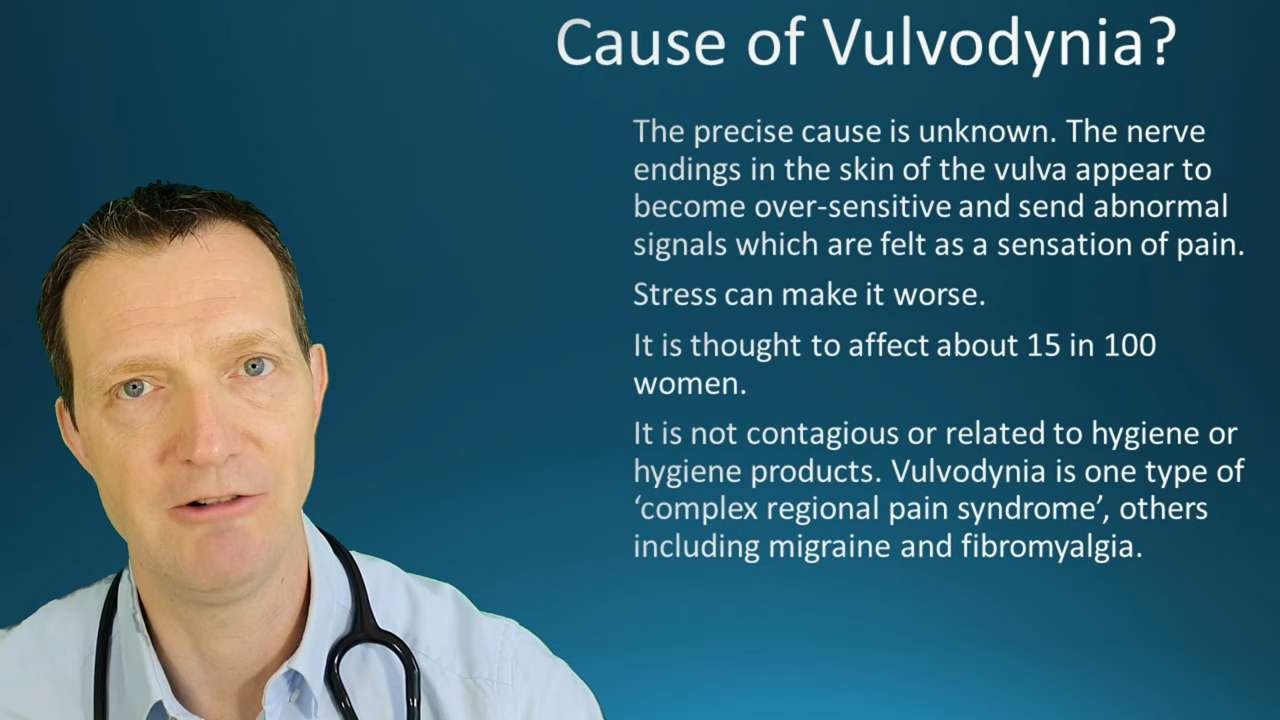 Cause of Vulvodynia?
The precise cause is unknown. The nerve
endings in the skin of the vulva appear to
become over-sensitive and send abnormal
signals which are felt as a sensation of pain.
Stress can make it worse.
It is thought to affect about 15 in 100
women.
It is not contagious or related to hygiene or
hygiene products. Vulvodynia is one type of
‘complex regional pain syndrome’, others
including migraine and fibromyalgia.